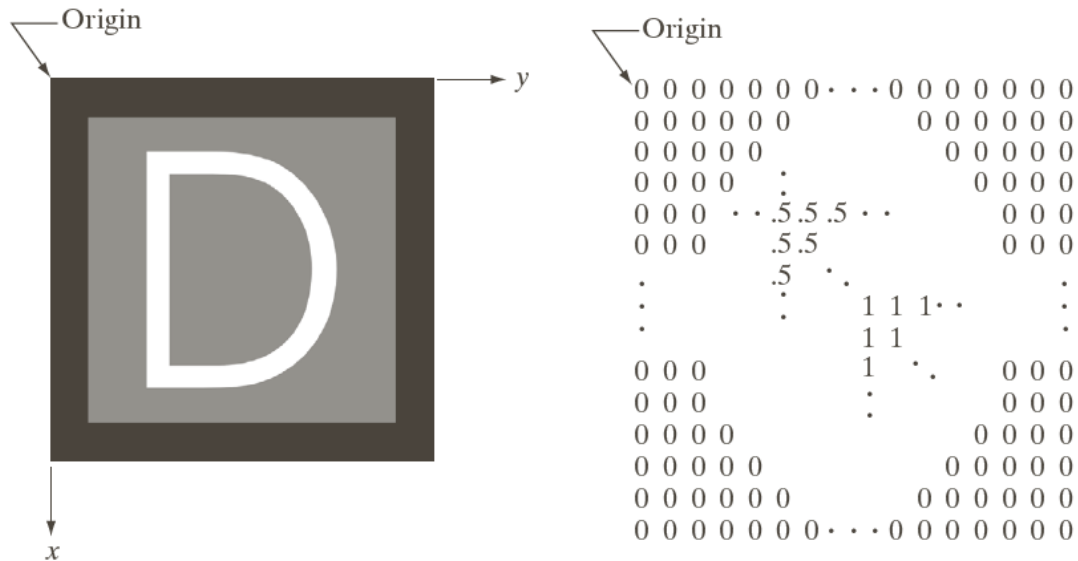 Origin
y
D
x
Origin
0 0 0 0 0 0 0 · · · 0 0 0 0 0 0 0
0 0 0 0 0 0 0 0 0 0 0 0
0 0 0 0 0 0 0 0 0 0
0 0 0 0 0 0 0 0
0 0 0 · · .5 .5 .5 · · 0 0 0
0 0 0 .5 .5 0 0 0
.5
1 1 1 · ·
1 1
1
0 0 0 0 0 0
0 0 0 0 0 0
0 0 0 0 0 0 0 0
0 0 0 0 0 0 0 0 0 0
0 0 0 0 0 0 0 0 0 0 0 0
0 0 0 0 0 0 0 · · · 0 0 0 0 0 0 0